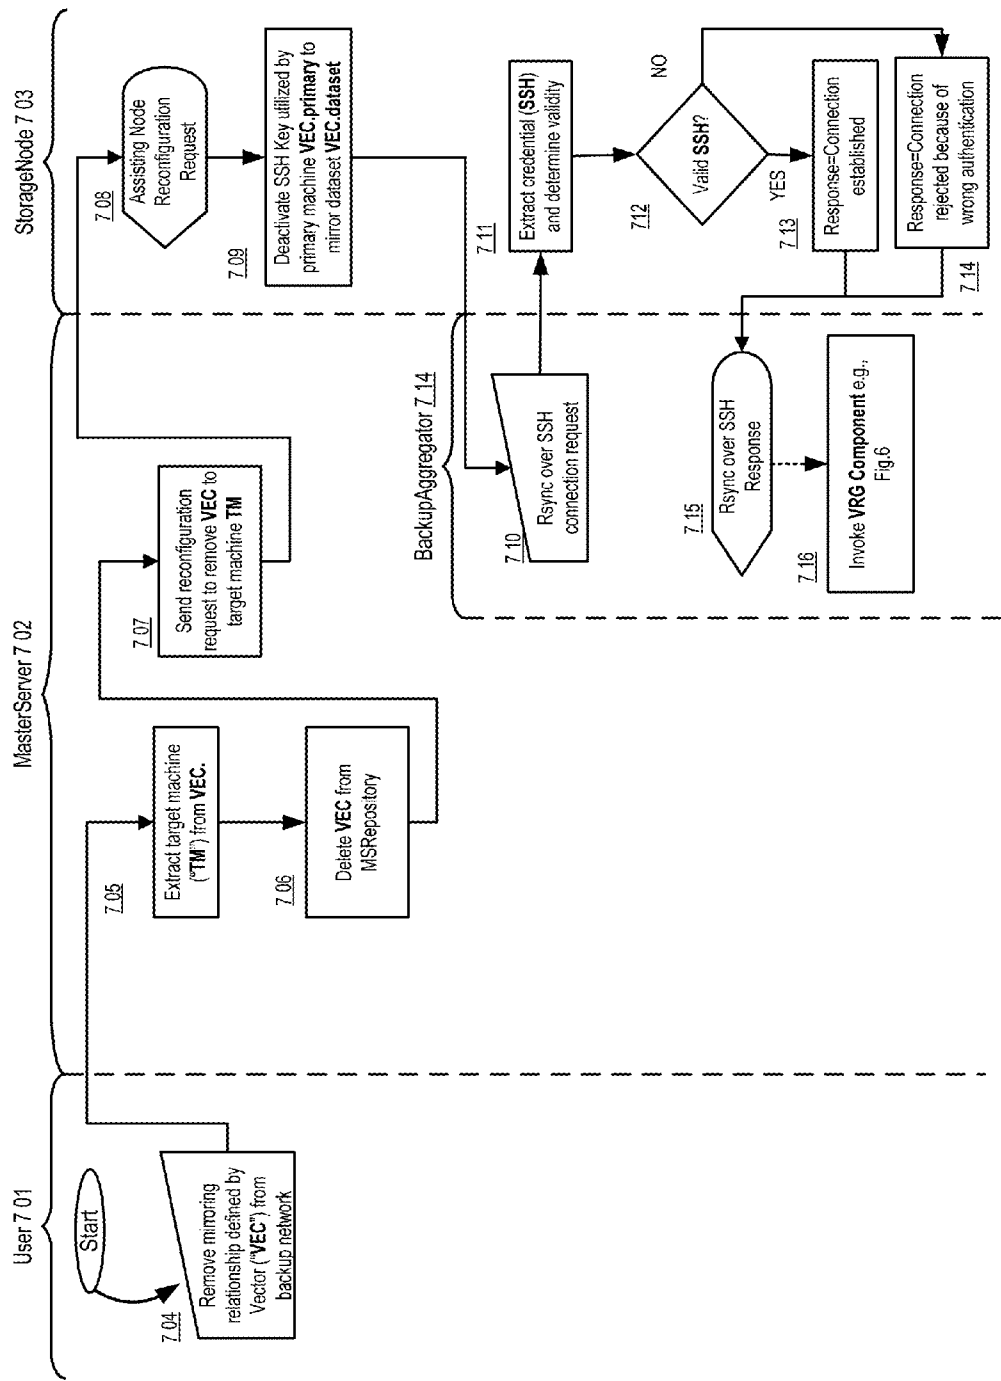 User 7 01
MasterServer 7 02
StorageNode 7 03
Start
7.04
Remove mirroring
relationship defined by
Vector ("VEC") from
backup network
7.05
Extract target machine
("TM") from VEC.
7.06
Delete VEC from
MSRepository
7.07
Send reconfiguration
request to remove VEC to
target machine TM
7.08
Assisting Node
Reconfiguration
Request
7.09
Deactivate SSH Key utilized by
primary machine VEC.primary to
mirror dataset VEC.dataset
BackupAggregator 7.14
7.10
Rsync over SSH
connection request
7.11
Extract credential (SSH)
and determine validity
712
Valid SSH?
NO
YES
7.13
Response=Connection
established
7.14
Response=Connection
rejected because of
wrong authentication
7.15
Rsync over SSH
Response
7.16
Invoke VRG Component e.g.,
Fig.6